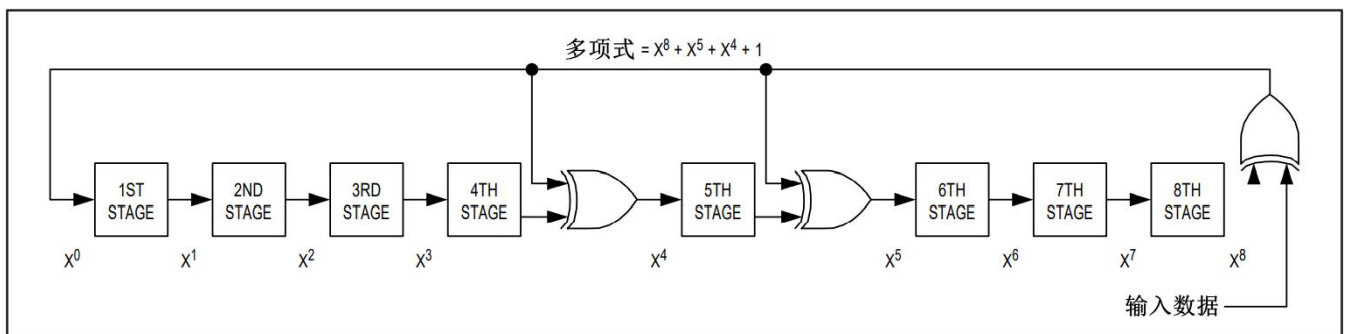 多项式 = X⁸ + X⁵ + X⁴ + 1
1ST STAGE
2ND STAGE
3RD STAGE
4TH STAGE
5TH STAGE
6TH STAGE
7TH STAGE
8TH STAGE
X⁰ X¹ X² X³ X⁴ X⁵ X⁶ X⁷ X⁸
输入数据